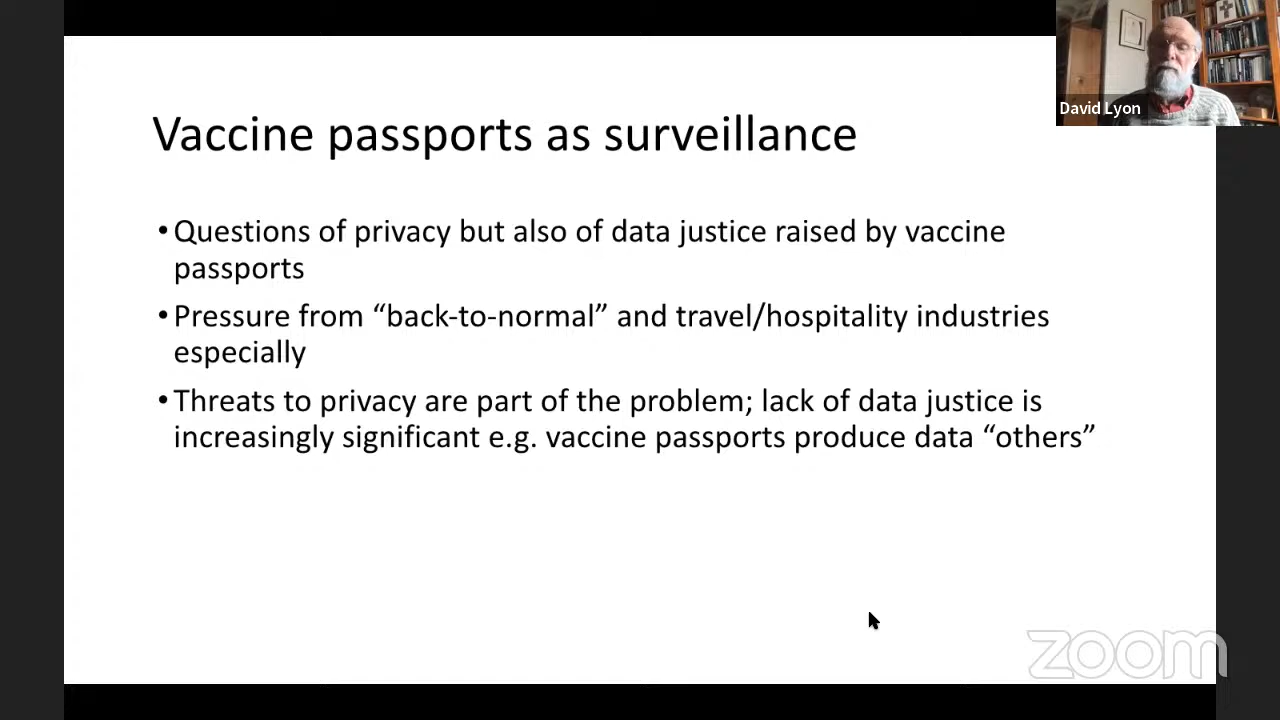 David Lyon
Vaccine passports as surveillance
•Questions of privacy but also of data justice raised by vaccine
passports
•Pressure from “back-to-normal” and travel/hospitality industries
especially
•Threats to privacy are part of the problem; lack of data justice is
increasingly significant e.g. vaccine passports produce data “others”
zoom